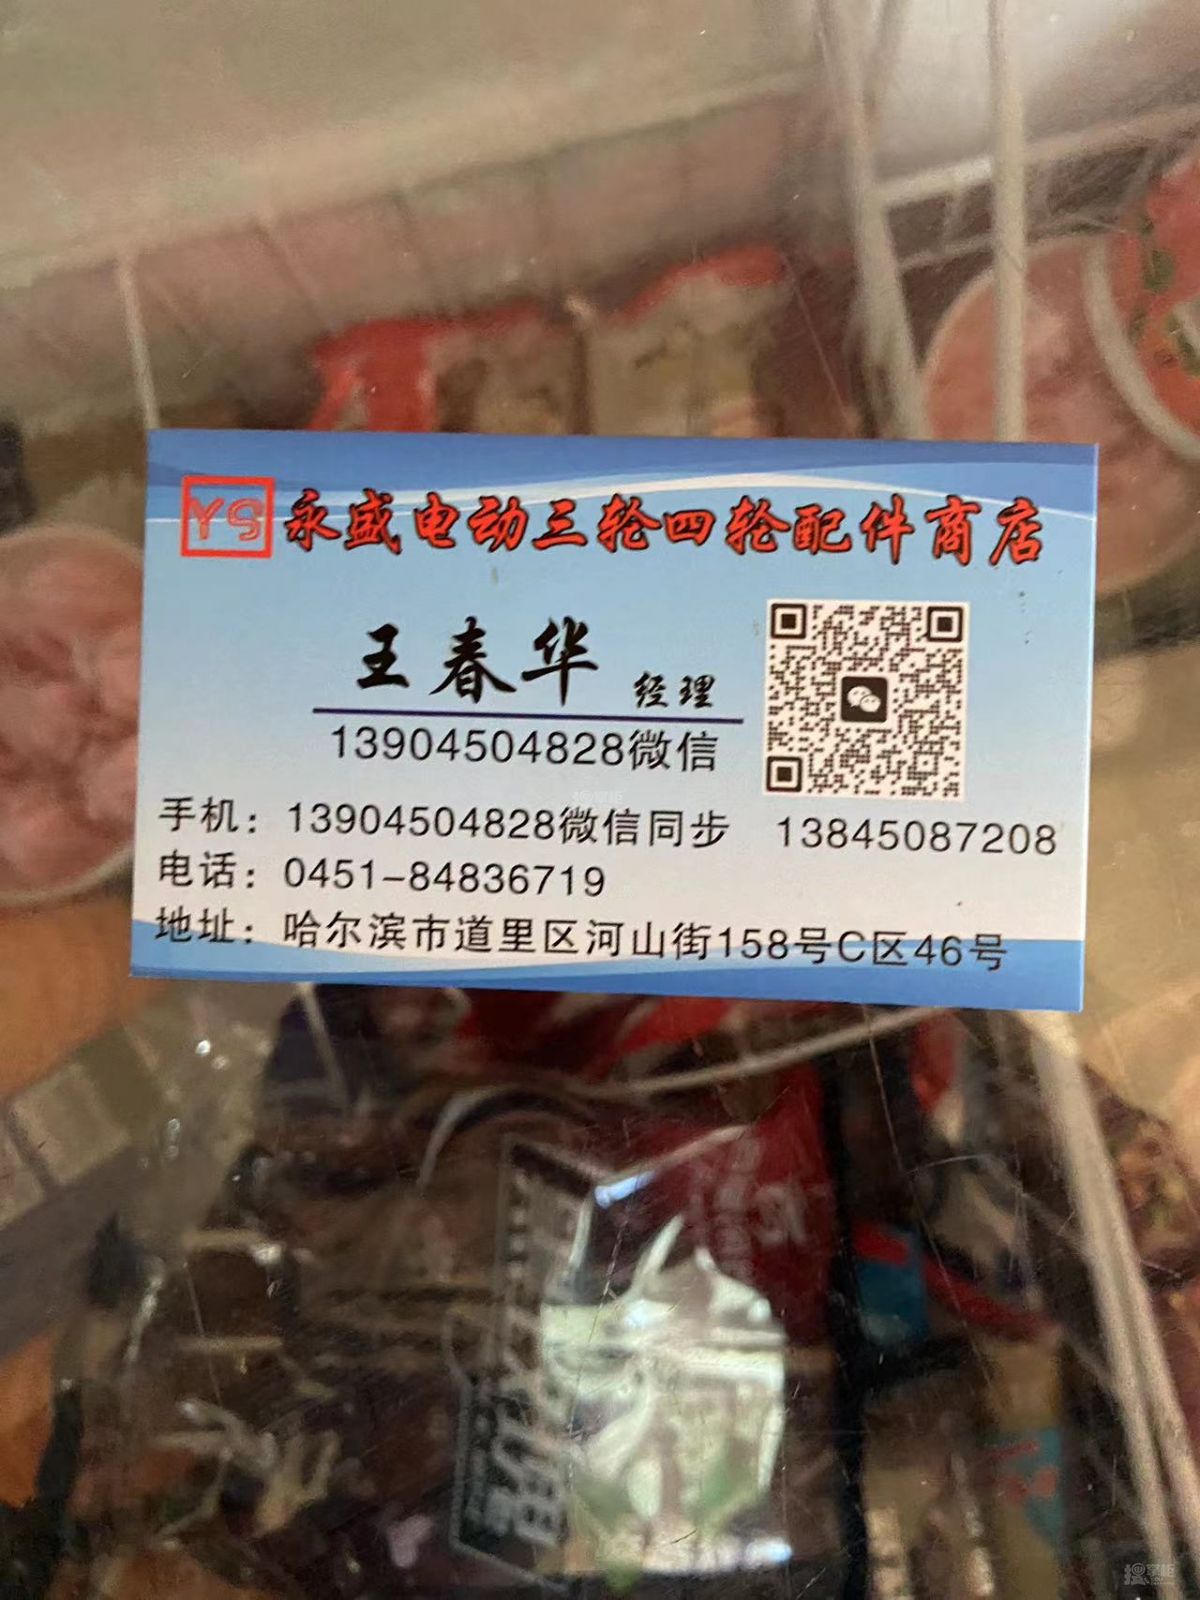 YS 永盛电动三轮四轮配件商店
王春华 经理
13904504828微信
手机：13904504828微信同步 13845087208
电话：0451-84836719
地址：哈尔滨市道里区河山街158号C区46号